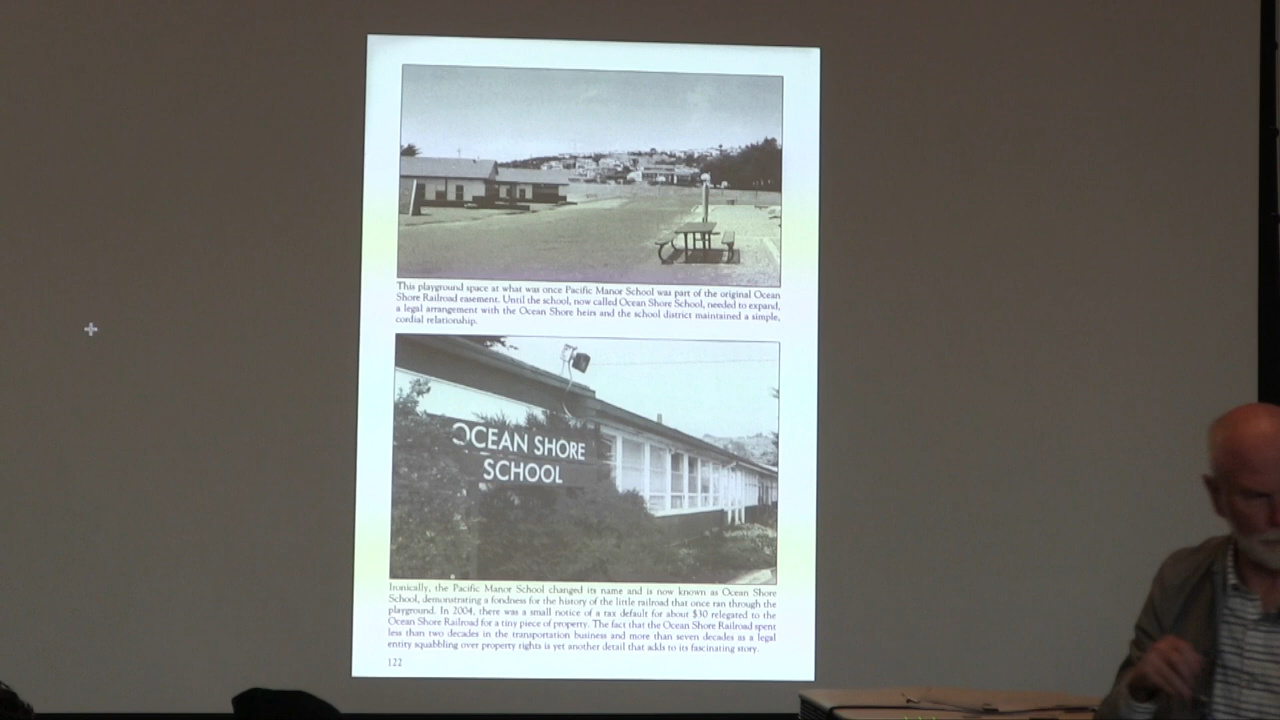 This playground space at what was once Pacific Manor School was part of the original Ocean
Shore Railroad easement. Until the school, now called Ocean Shore School, needed to expand,
a legal arrangement with the Ocean Shore heirs and the school district maintained a simple,
cordial relationship.
OCEAN SHORE
SCHOOL
Ironically, the Pacific Manor School changed its name and is now known as Ocean Shore
School, demonstrating a fondness for the history of the little railroad that once ran through the
playground. In 2004, there was a small notice of a tax default for about $30 relegated to the
Ocean Shore Railroad for a tiny piece of property. The fact that the Ocean Shore Railroad spent
less than two decades in the transportation business and more than seven decades as a legal
entity squabbling over property rights is yet another detail that adds to its fascinating story.
122